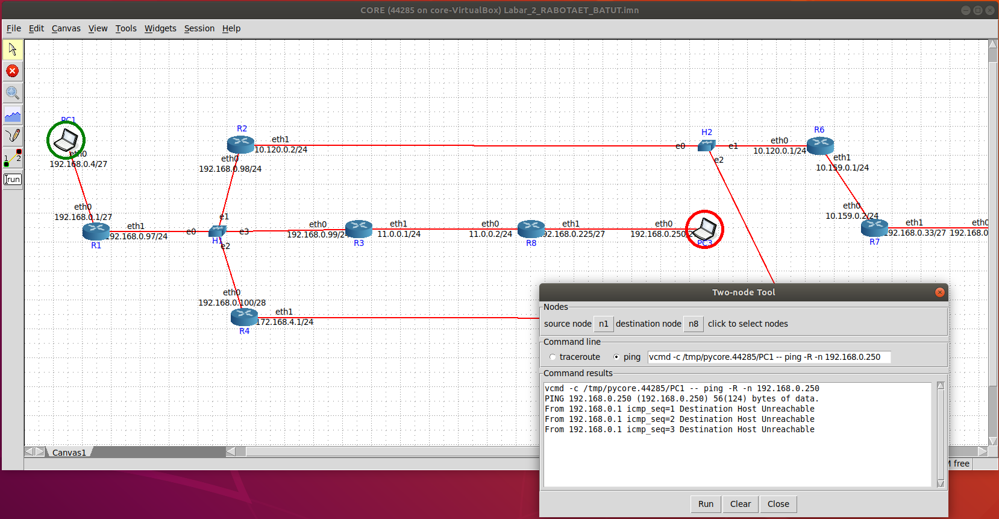 CORE (44285 on core-VirtualBox) Labar_2_RABOTAET_BATUT.imn
File Edit Canvas View Tools Widgets Session Help
PC1
eth0
192.168.0.4/27
R2
eth1
10.120.0.2/24
eth0
192.168.0.98/24
H2
e0
e1
e2
R6
eth0
10.120.0.1/24
eth1
10.159.0.1/24
1 2
run
eth0
192.168.0.1/27
R1
eth1
192.168.0.97/24
e0
e1
e3
H1
e2
eth0
192.168.0.99/24
R3
eth1
11.0.0.1/24
eth0
11.0.0.2/24
R8
eth1
192.168.0.225/27
eth0
192.168.0.250/2
PC3
eth0
10.159.0.2/24
R7
eth1
192.168.0.33/27
eth0
192.168.0
eth0
192.168.0.100/28
R4
eth1
172.168.4.1/24
Canvas1
M free
Two-node Tool
Nodes
source node n1 destination node n8 click to select nodes
Command line
traceroute ping vcmd -c /tmp/pycore.44285/PC1 -- ping -R -n 192.168.0.250
Command results
vcmd -c /tmp/pycore.44285/PC1 -- ping -R -n 192.168.0.250
PING 192.168.0.250 (192.168.0.250) 56(124) bytes of data.
From 192.168.0.1 icmp_seq=1 Destination Host Unreachable
From 192.168.0.1 icmp_seq=2 Destination Host Unreachable
From 192.168.0.1 icmp_seq=3 Destination Host Unreachable
Run Clear Close